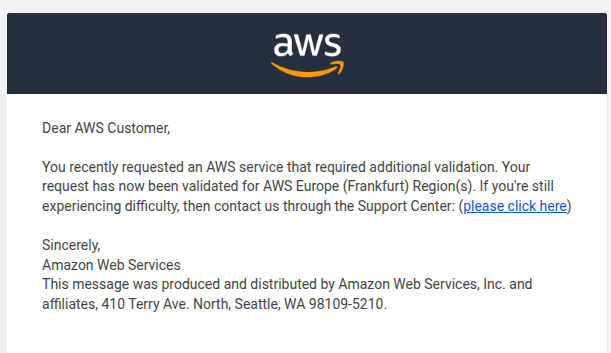 aws
Dear AWS Customer,
You recently requested an AWS service that required additional validation. Your
request has now been validated for AWS Europe (Frankfurt) Region(s). If you're still
experiencing difficulty, then contact us through the Support Center: (please click here)
Sincerely,
Amazon Web Services
This message was produced and distributed by Amazon Web Services, Inc. and
affiliates, 410 Terry Ave. North, Seattle, WA 98109-5210.